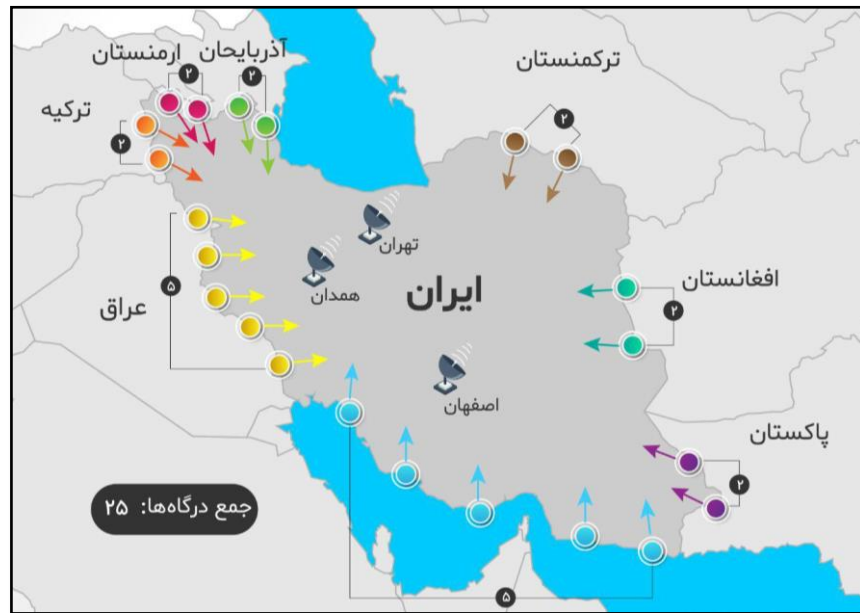 آذربایجان
ارمنستان
ترکیه
ترکمنستان
۲
۲
۲
۲
تهران
همدان
ایران
افغانستان
عراق
۵
۲
اصفهان
پاکستان
۲
جمع درگاه‌ها: ۲۵
۵